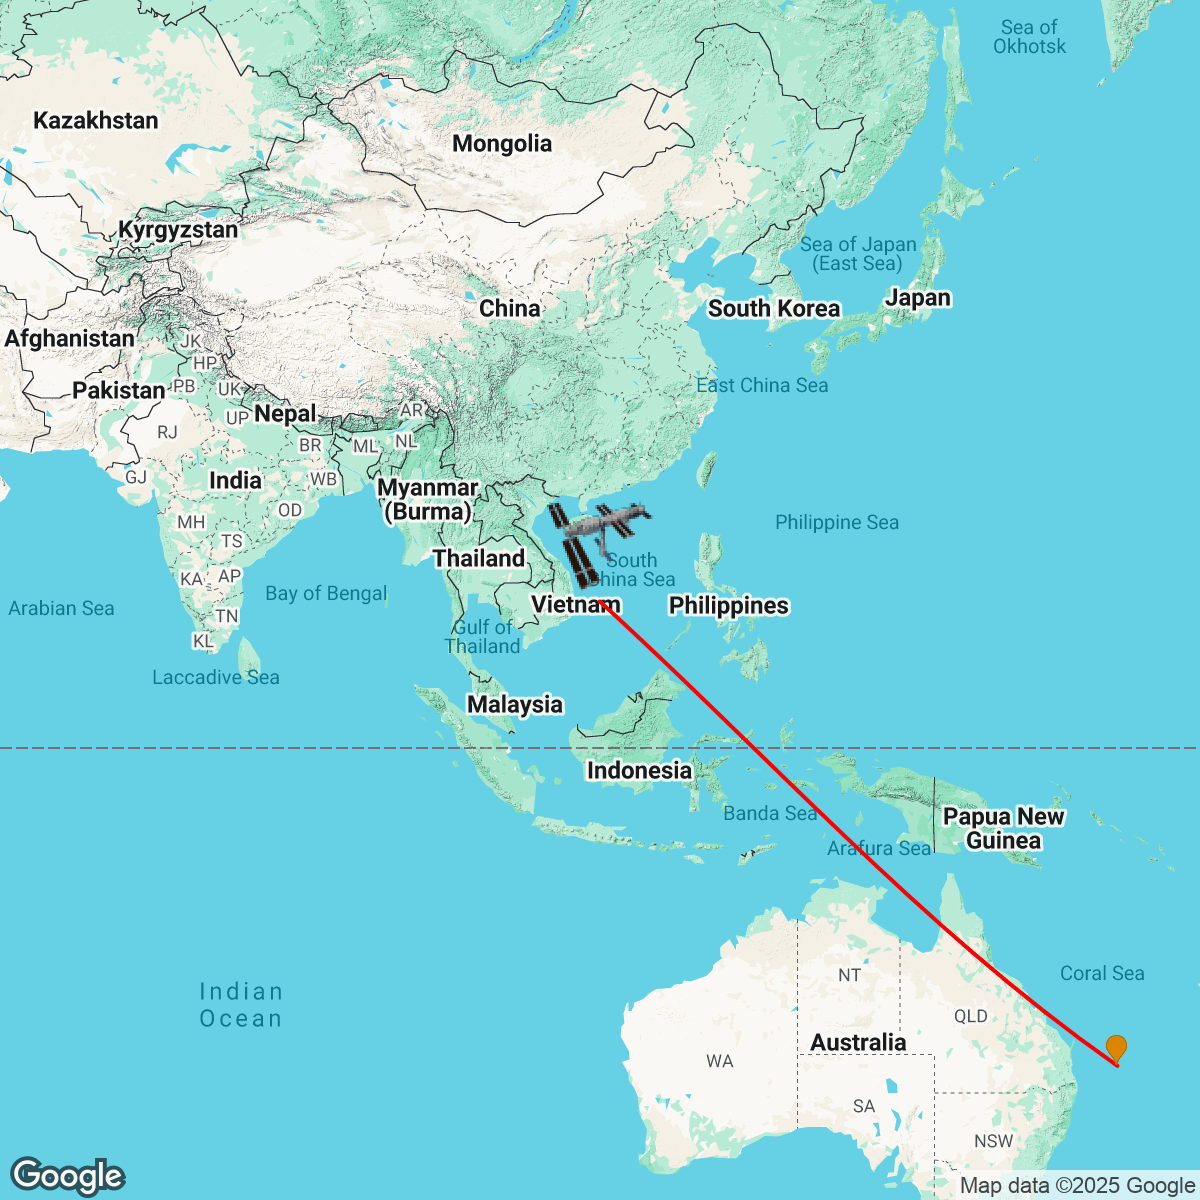 Sea of
Okhotsk
Kazakhstan
Mongolia
Kyrgyzstan
Sea of Japan
(East Sea)
China
South Korea
Japan
Afghanistan
JK
HP
Pakistan
PB
UK
East China Sea
Nepal
AR
UP
RJ
BR
ML
NL
GJ
India
WB
Myanmar
(Burma)
OD
MH
Philippine Sea
TS
Thailand
South
China Sea
KA
AP
Bay of Bengal
Arabian Sea
TN
Vietnam
Philippines
KL
Gulf of
Thailand
Laccadive Sea
Malaysia
Indonesia
Banda Sea
Papua New
Guinea
Arafura Sea
Coral Sea
NT
Indian
Ocean
QLD
Australia
WA
SA
NSW
Google
Map data ©2025 Google